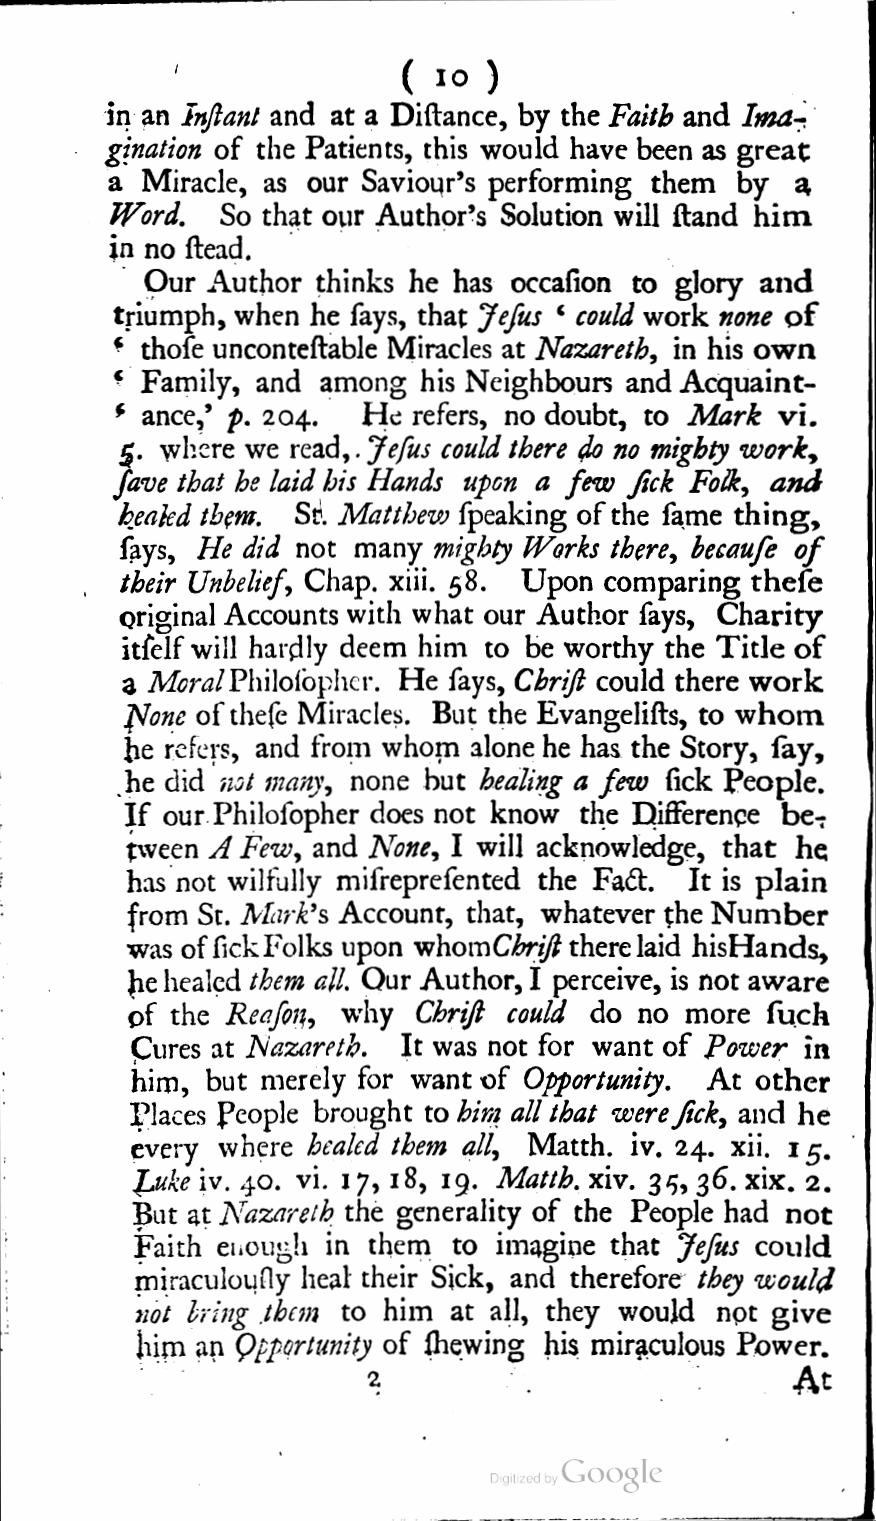 ( 10 )
in an Inſtant and at a Diſtance, by the Faith and Ima-
gination of the Patients, this would have been as great
a Miracle, as our Saviour's performing them by a
Word. So that our Author's Solution will ſtand him
in no ſtead.
Our Author thinks he has occaſion to glory and
triumph, when he ſays, that Jeſus ‘ could work none of
‘ thoſe unconteſtable Miracles at Nazareth, in his own
‘ Family, and among his Neighbours and Acquaint-
‘ ance,’ p. 204. He refers, no doubt, to Mark vi.
5. where we read, Jeſus could there do no mighty work,
ſave that he laid his Hands upon a few ſick Folk, and
healed them. St. Matthew ſpeaking of the ſame thing,
ſays, He did not many mighty Works there, becauſe of
their Unbelief, Chap. xiii. 58. Upon comparing theſe
original Accounts with what our Author ſays, Charity
itſelf will hardly deem him to be worthy the Title of
a Moral Philoſopher. He ſays, Chriſt could there work
None of theſe Miracles. But the Evangeliſts, to whom
he refers, and from whom alone he has the Story, ſay,
he did not many, none but healing a few ſick People.
If our Philoſopher does not know the Difference be-
tween A Few, and None, I will acknowledge, that he
has not wilfully miſrepreſented the Fact. It is plain
from St. Mark's Account, that, whatever the Number
was of ſick Folks upon whom Chriſt there laid his Hands,
he healed them all. Our Author, I perceive, is not aware
of the Reaſon, why Chriſt could do no more ſuch
Cures at Nazareth. It was not for want of Power in
him, but merely for want of Opportunity. At other
Places People brought to him all that were ſick, and he
every where healed them all, Matth. iv. 24. xii. 15.
Luke iv. 40. vi. 17, 18, 19. Matth. xiv. 35, 36. xix. 2.
But at Nazareth the generality of the People had not
Faith enough in them to imagine that Jeſus could
miraculouſly heal their Sick, and therefore they would
not bring them to him at all, they would not give
him an Opportunity of ſhewing his miraculous Power.
2 At
Digitized by Google